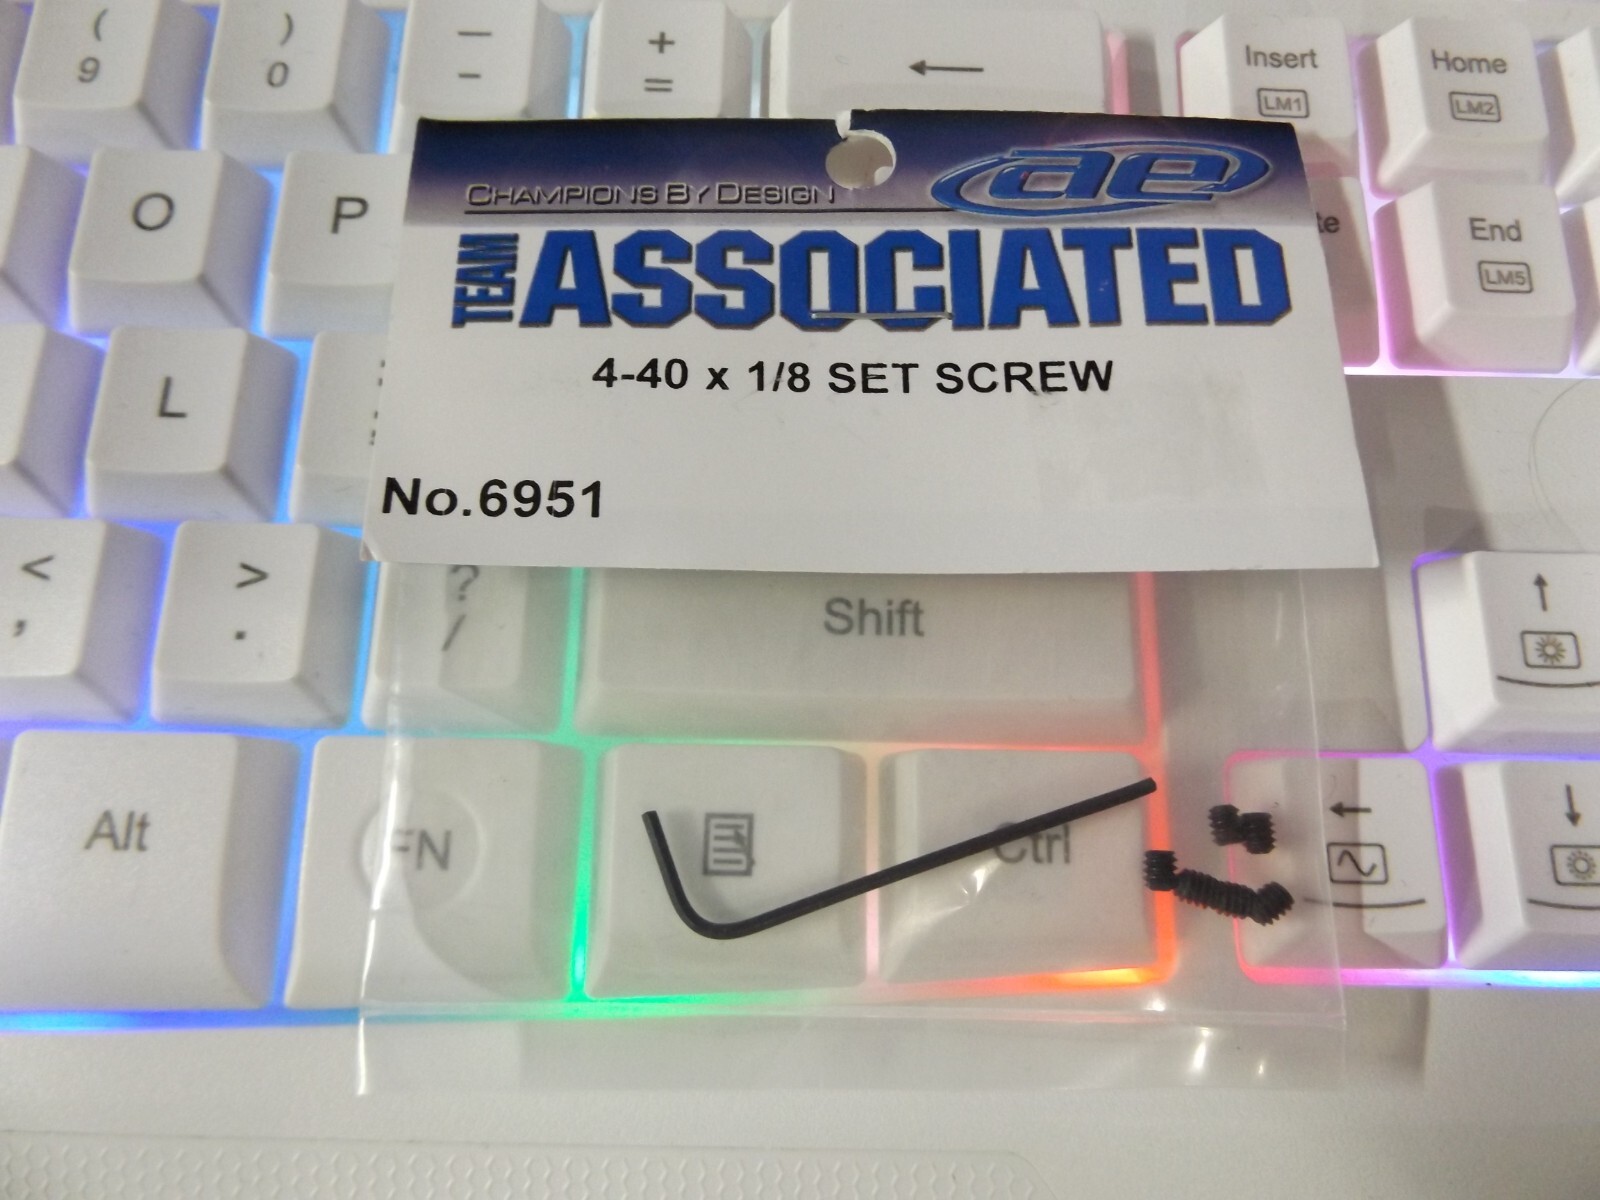 ( ) — +
9 0 - = ←
Insert Home
LM1 LM2
CHAMPIONS BY DESIGN ae
O P
TEAM ASSOCIATED
te End
LM5
4-40 x 1/8 SET SCREW
L
No.6951
< > ?
, . /
Shift
↑
Alt FN Ctrl ← ↓